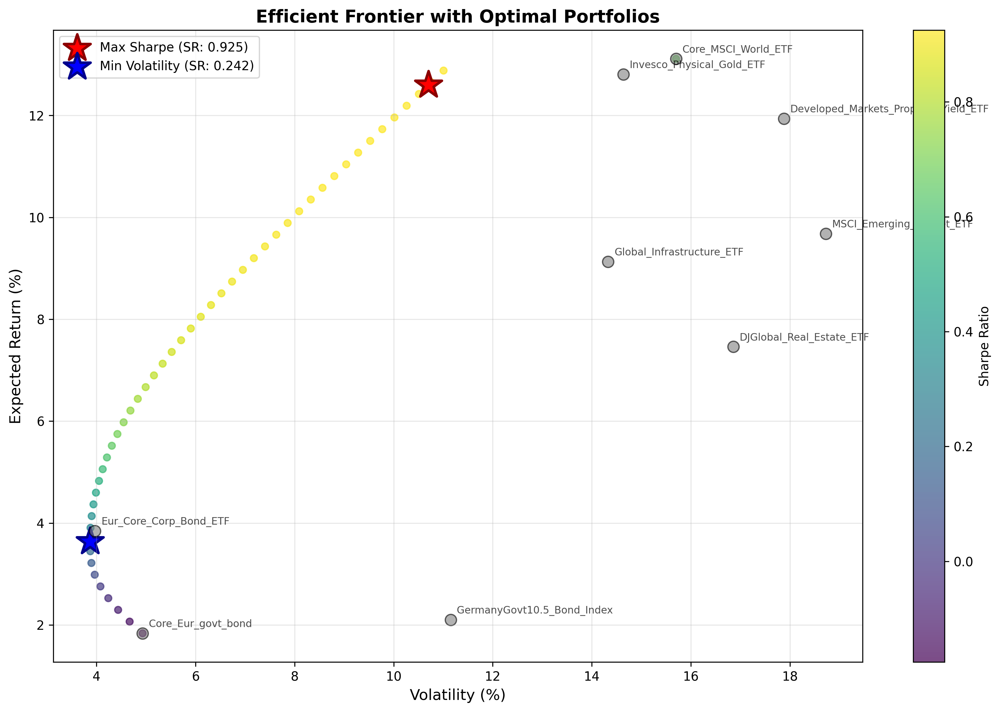 Efficient Frontier with Optimal Portfolios
Max Sharpe (SR: 0.925)
Min Volatility (SR: 0.242)
Core_MSCI_World_ETF
Invesco_Physical_Gold_ETF
Developed_Markets_Prop
ield_ETF
MSCI_Emerging_
t_ETF
Global_Infrastructure_ETF
DJGlobal_Real_Estate_ETF
Eur_Core_Corp_Bond_ETF
GermanyGovt10.5_Bond_Index
Core_Eur_govt_bond
12
10
8
6
4
2
Expected Return (%)
4 6 8 10 12 14 16 18
Volatility (%)
0.8
0.6
0.4
0.2
0.0
Sharpe Ratio